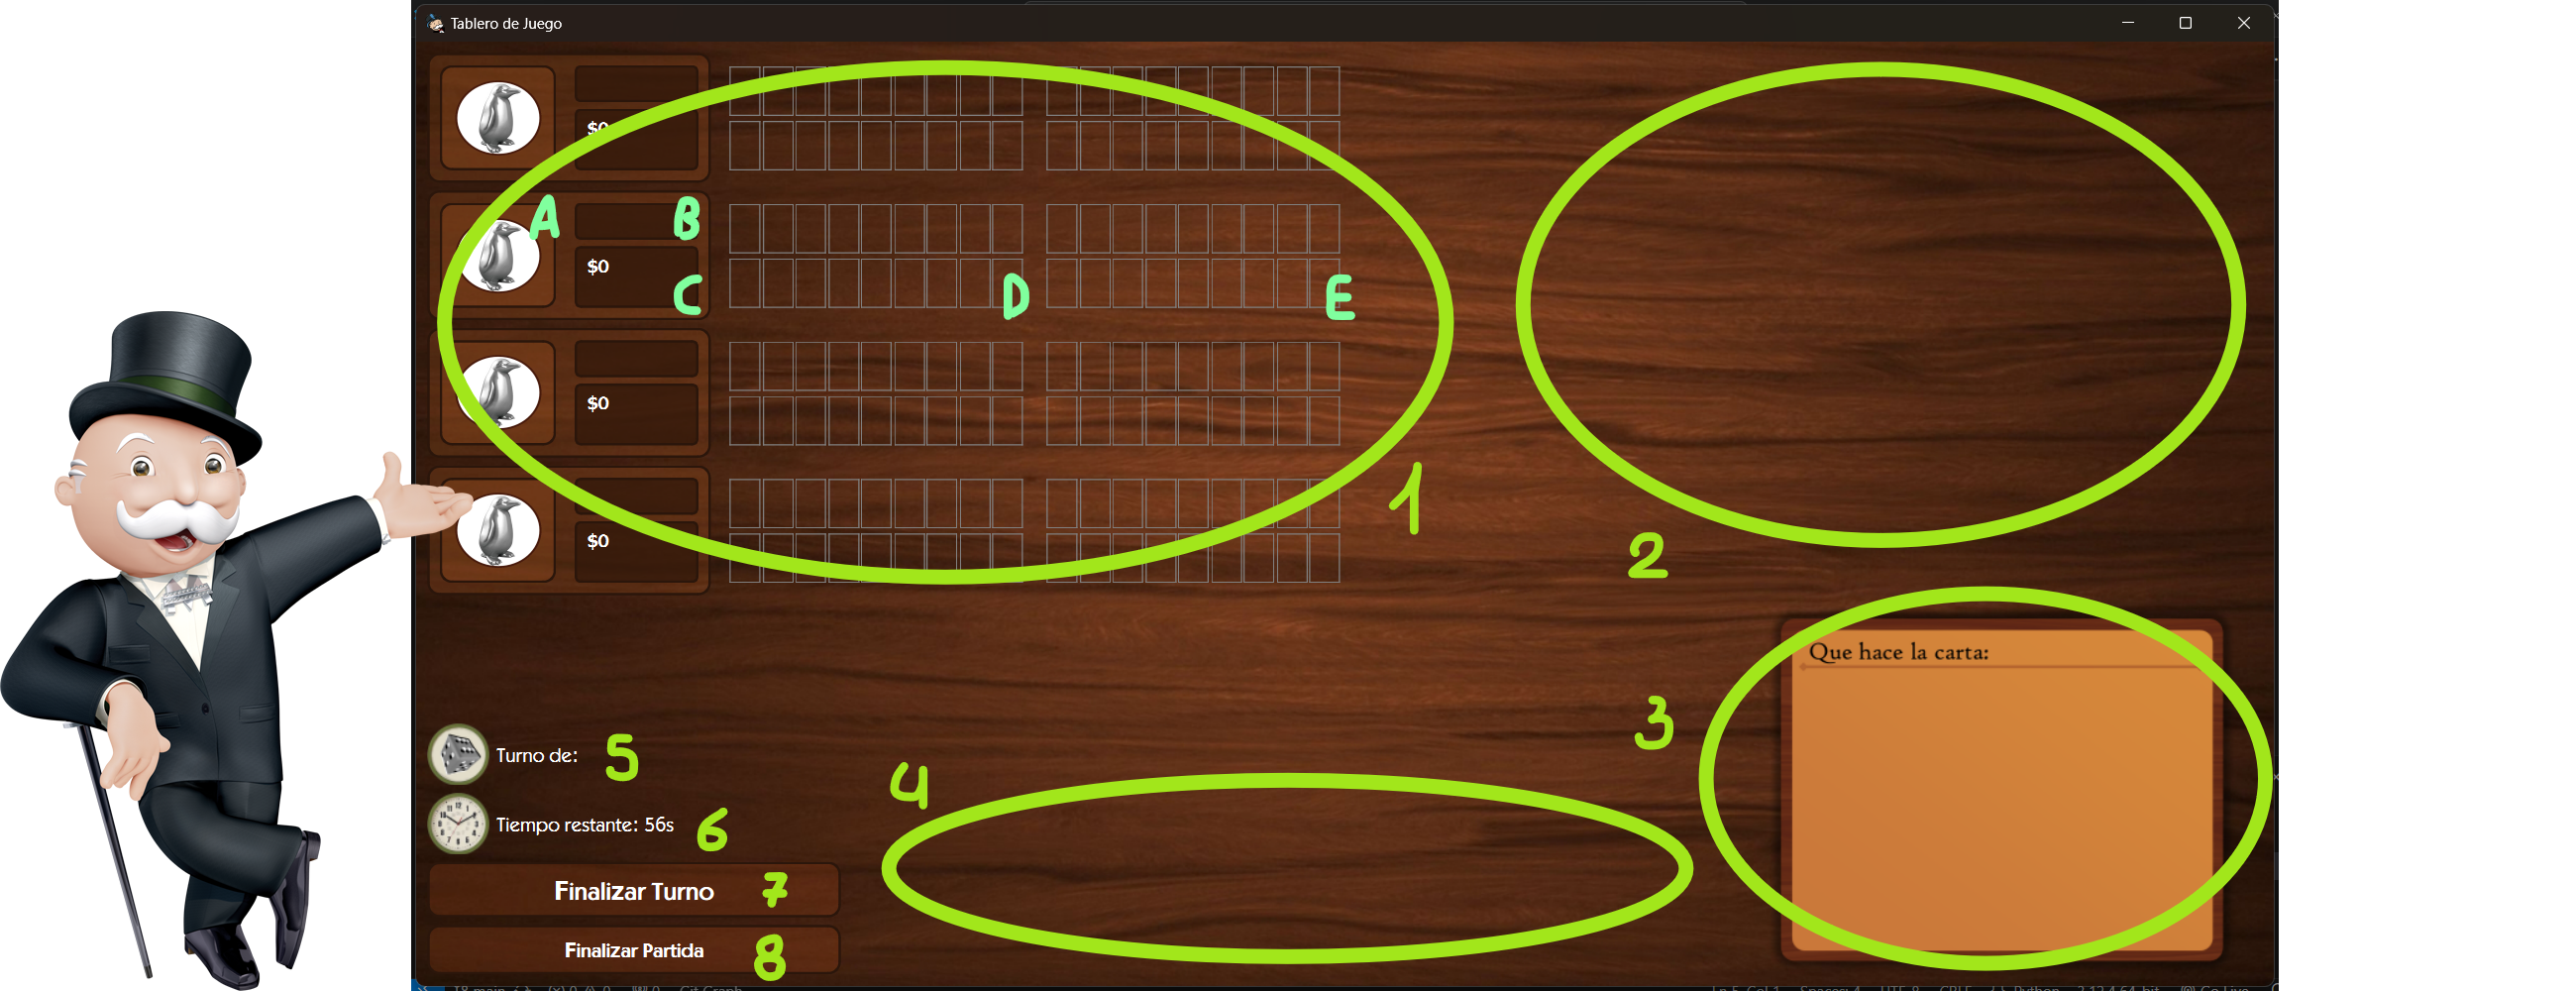 Tablero de Juego
$0
A
B
$0
C
D
E
$0
1
$0
2
Que hace la carta:
3
Turno de: 5
4
Tiempo restante: 56s 6
Finalizar Turno 7
Finalizar Partida 8